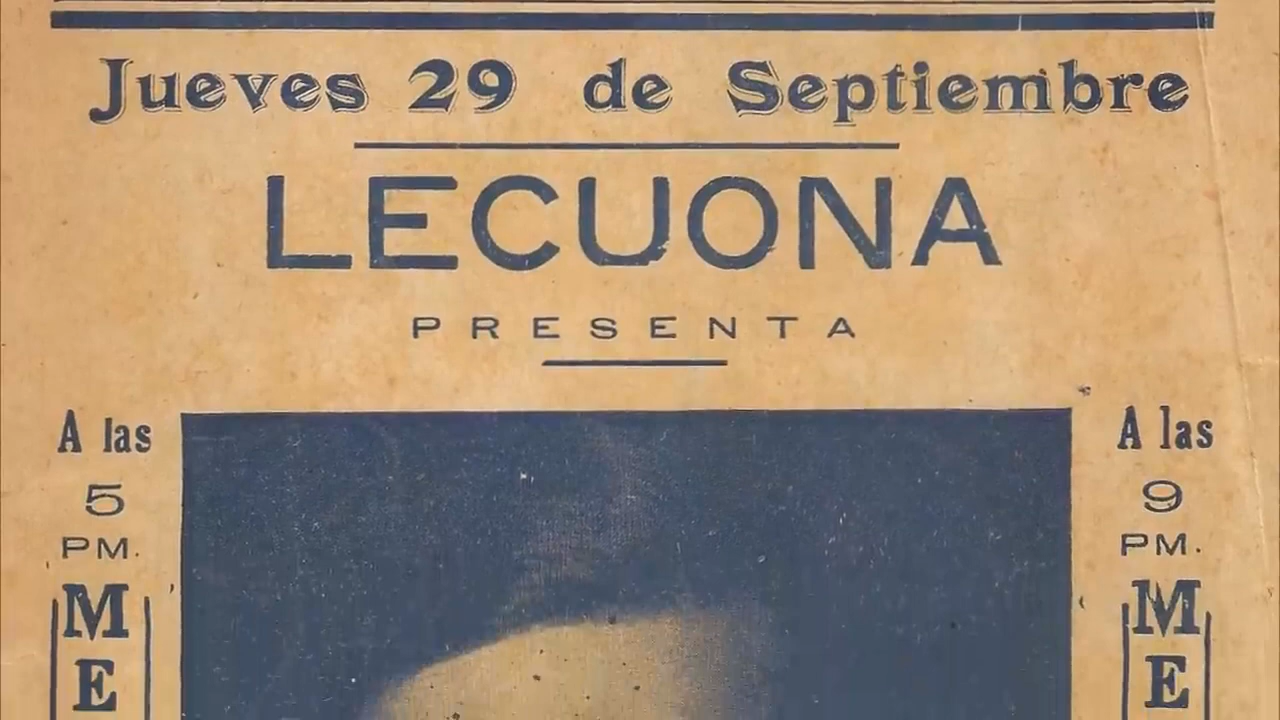 Jueves 29 de Septiembre
LECUONA
PRESENTA
A las
5
PM.
M
E
A las
9
PM.
M
E